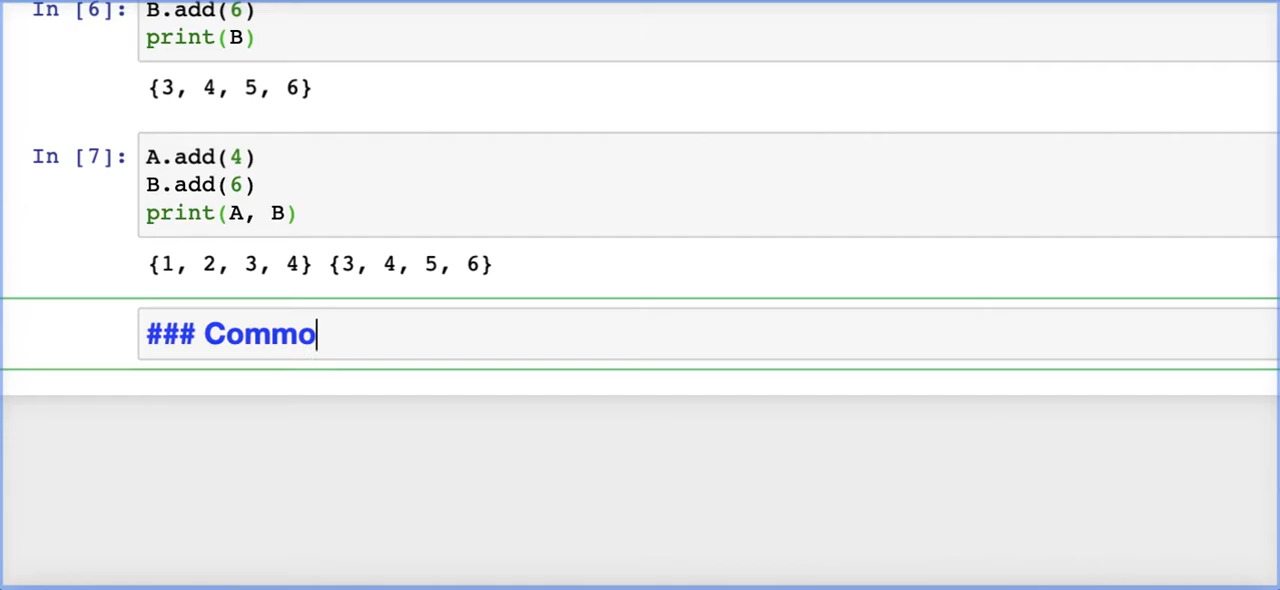 In [6]: B.add(6)
print(B)
{3, 4, 5, 6}
In [7]: A.add(4)
B.add(6)
print(A, B)
{1, 2, 3, 4} {3, 4, 5, 6}
### Commo